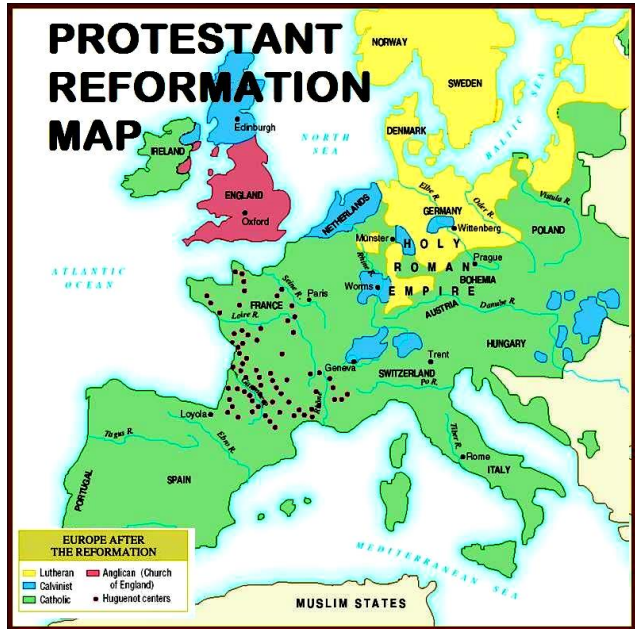 PROTESTANT
REFORMATION
MAP
NORWAY
SWEDEN
BALTIC SEA
Edinburgh
NORTH
SEA
DENMARK
IRELAND
ENGLAND
Oxford
NETHERLANDS
Elbe R.
Oder R.
Vistula R.
GERMANY
Wittenberg
POLAND
Münster
HOLY
ROMAN
EMPIRE
Rhine R.
Prague
BOHEMIA
Worms
ATLANTIC
OCEAN
Seine R.
Paris
FRANCE
Loire R.
AUSTRIA
Danube R.
HUNGARY
Trent
Geneva
SWITZERLAND
Po R.
Loyola
Tagus R.
Ebro R.
Tiber R.
Rome
ITALY
PORTUGAL
SPAIN
MEDITERRANEAN SEA
MUSLIM STATES
EUROPE AFTER
THE REFORMATION
Lutheran
Calvinist
Catholic
Anglican (Church
of England)
Huguenot centers